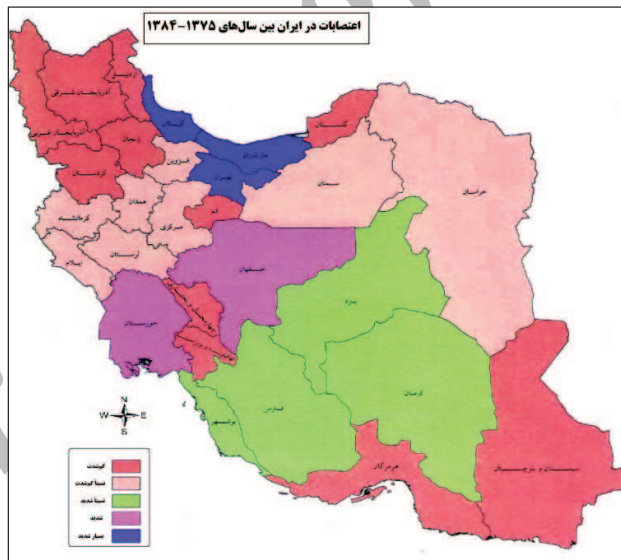 اعتصابات در ایران بین سال‌های ۱۳۷۵-۱۳۸۴
اردبیل
آذربایجان شرقی
آذربایجان غربی
گیلان
زنجان
کردستان
قزوین
مازندران
تهران
گلستان
سمنان
خراسان
همدان
کرمانشاه
مرکزی
قم
لرستان
ایلام
اصفهان
خوزستان
یزد
کرمان
فارس
بوشهر
هرمزگان
سیستان و بلوچستان
N
W
E
S
کم‌شدت
نسبتاً کم‌شدت
نسبتاً شدید
شدید
بسیار شدید